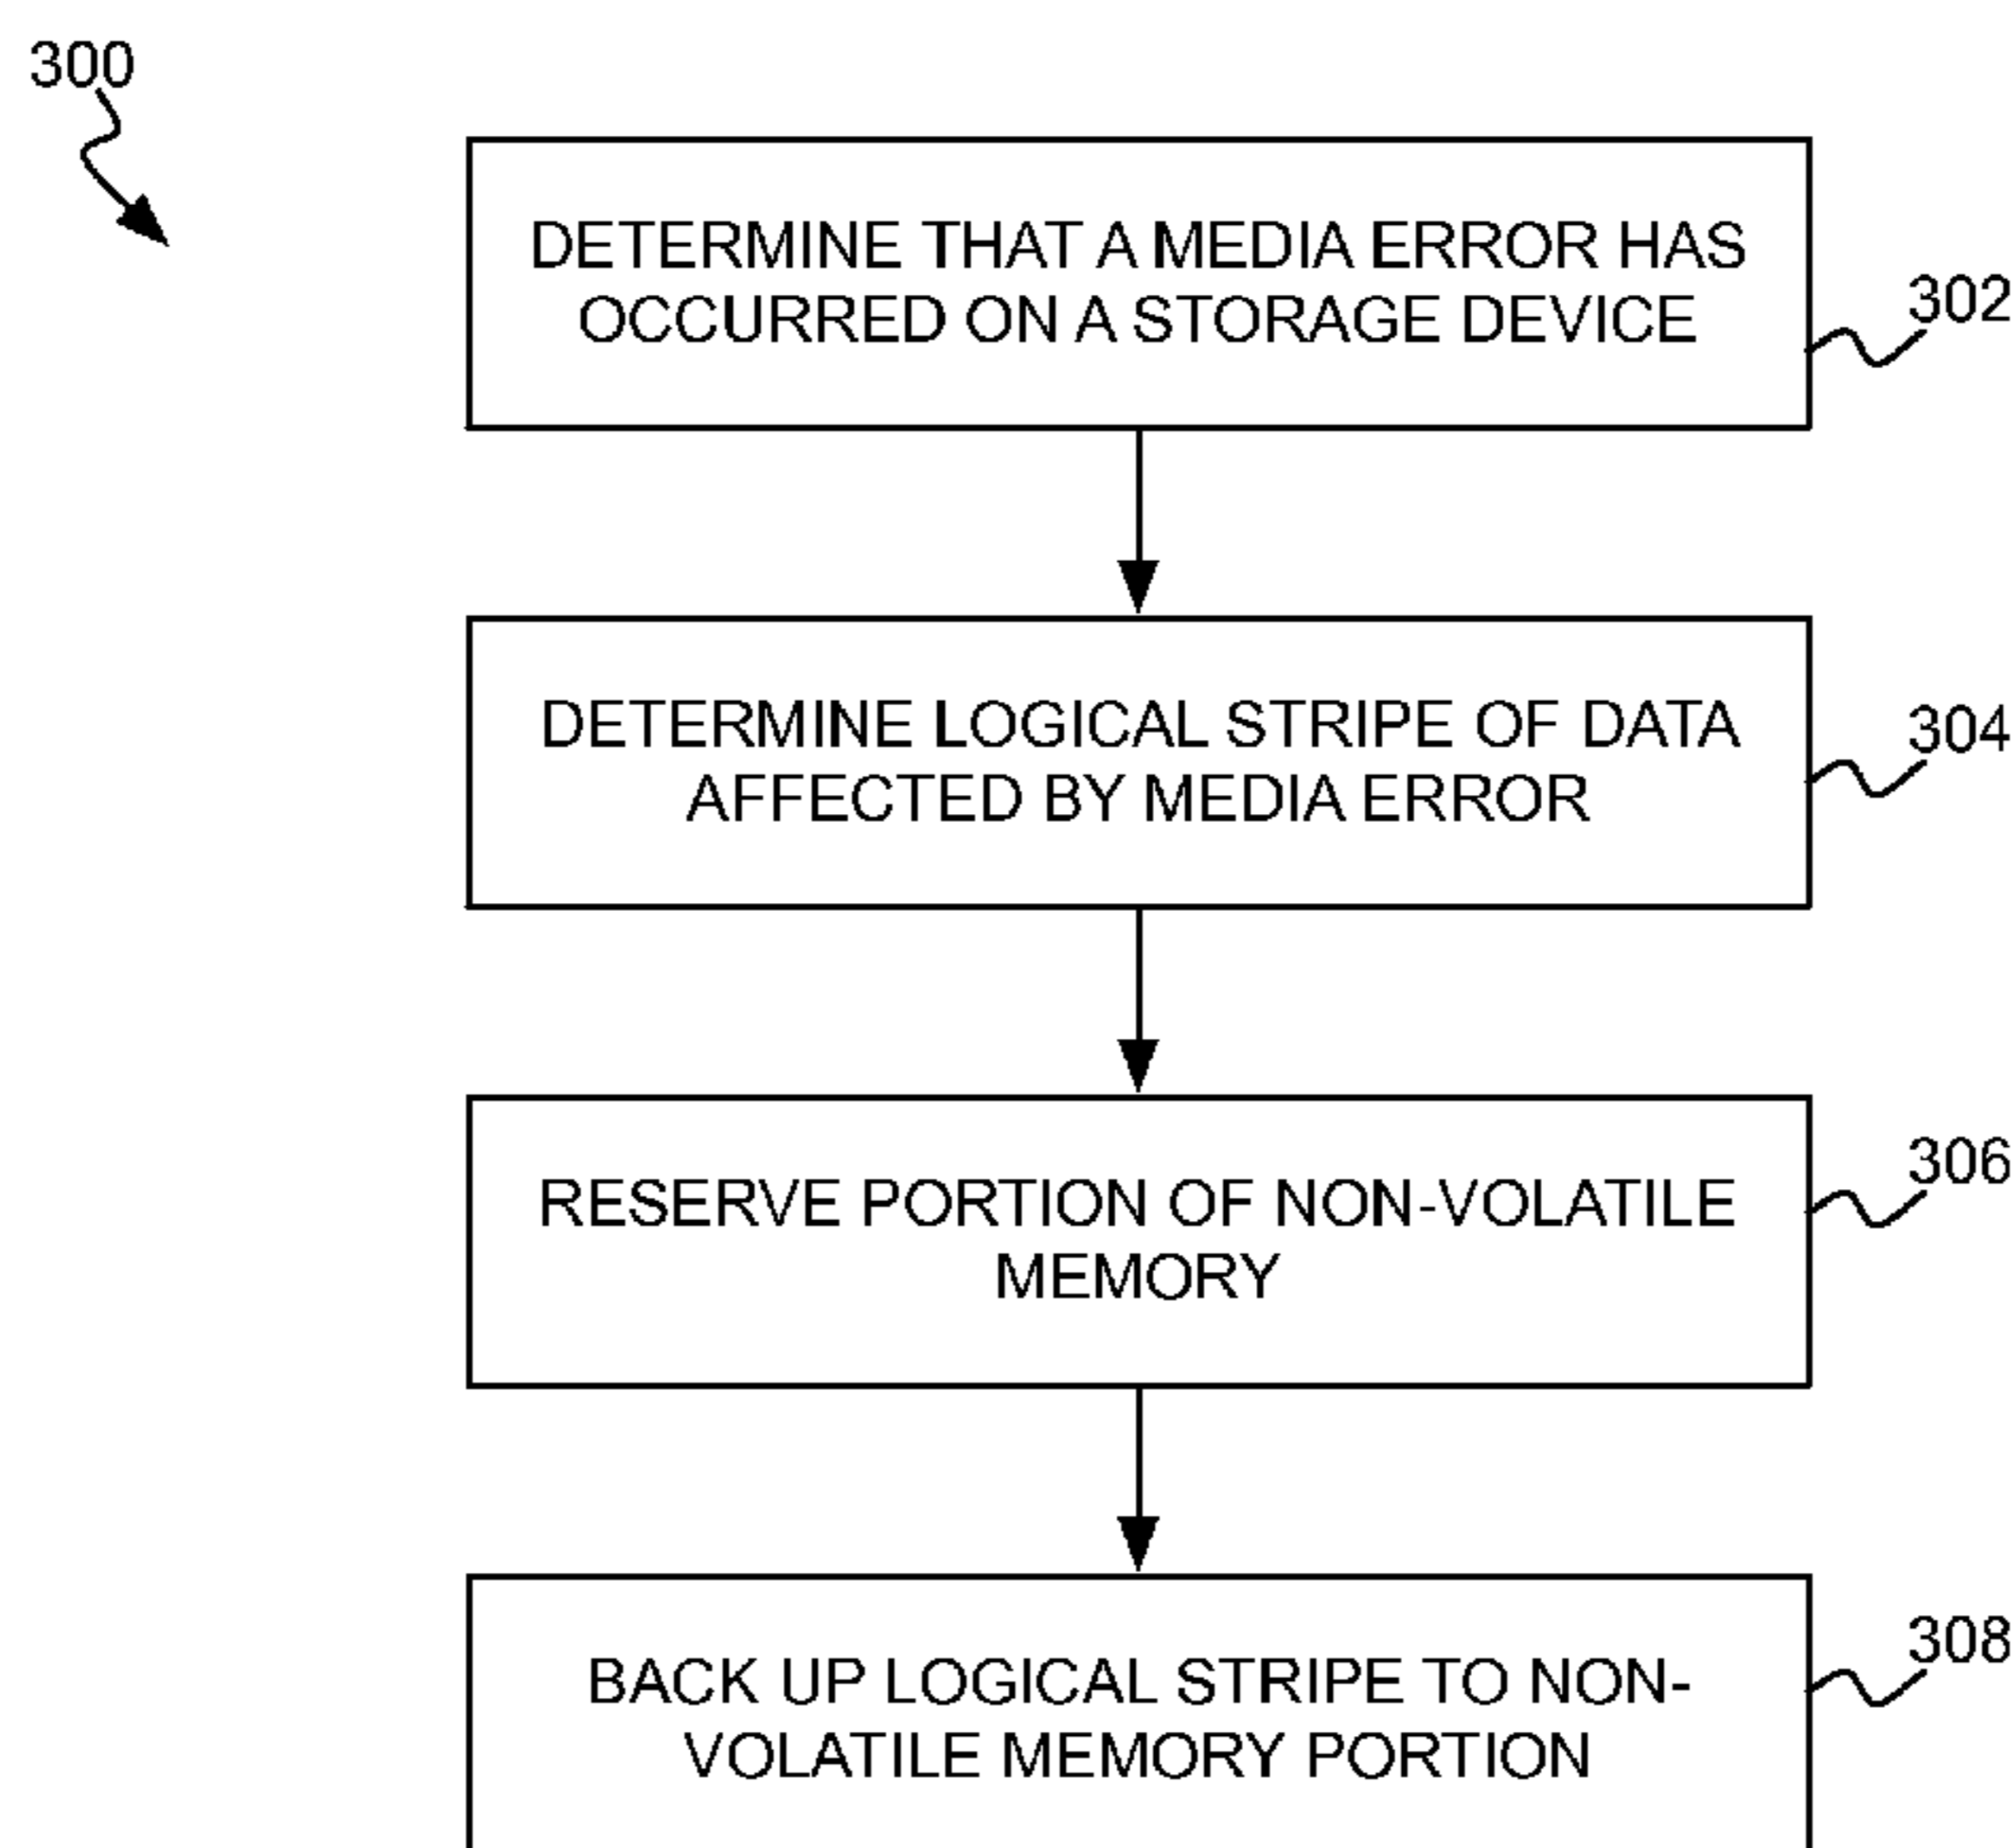 300
DETERMINE THAT A MEDIA ERROR HAS
OCCURRED ON A STORAGE DEVICE
302
DETERMINE LOGICAL STRIPE OF DATA
AFFECTED BY MEDIA ERROR
304
RESERVE PORTION OF NON-VOLATILE
MEMORY
306
BACK UP LOGICAL STRIPE TO NON-
VOLATILE MEMORY PORTION
308